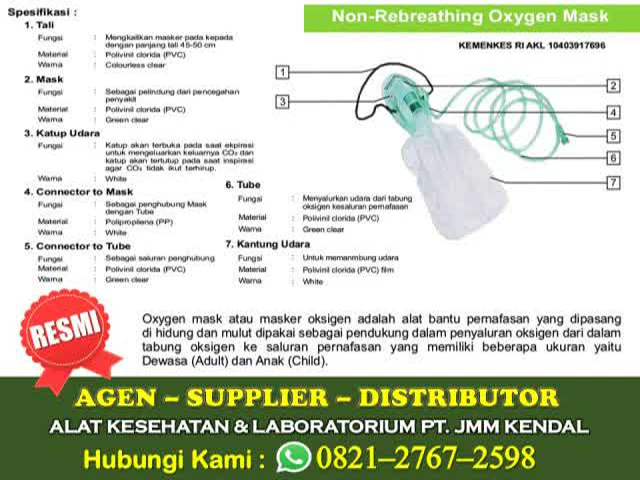 Spesifikasi :
1. Tali
Fungsi : Mengkaitkan masker pada kepada
dengan panjang tali 45-50 cm
Material : Polivinil clorida (PVC)
Warna : Colourless clear
2. Mask
Fungsi : Sebagai pelindung dari pencegahan
penyakit
Material : Polivinil clorida (PVC)
Warna : Green clear
3. Katup Udara
Fungsi : Katup akan terbuka pada saat ekpirasi
untuk mengeluarkan keluarnya CO₂ dan
katup akan tertutup pada saat inspirasi
agar CO₂ tidak ikut terhirup.
Warna : White
4. Connector to Mask
Fungsi : Sebagai penghubung Mask
dengan Tube
Material : Polipropilena (PP)
Warna : White
5. Connector to Tube
Fungsi : Sebagai saluran penghubung
Material : Polivinil clorida (PVC)
Warna : Green clear
Non-Rebreathing Oxygen Mask
KEMENKES RI AKL 10403917696
1
2
3
4
5
6
7
6. Tube
Fungsi : Menyalurkan udara dari tabung
oksigen kesaluran pernafasan
Material : Polivinil clorida (PVC)
Warna : Green clear
7. Kantung Udara
Fungsi : Untuk menammbung udara
Material : Polivinil clorida (PVC) film
Warna : White
RESMI
Oxygen mask atau masker oksigen adalah alat bantu pernafasan yang dipasang
di hidung dan mulut dipakai sebagai pendukung dalam penyaluran oksigen dari dalam
tabung oksigen ke saluran pernafasan yang memiliki beberapa ukuran yaitu
Dewasa (Adult) dan Anak (Child).
AGEN – SUPPLIER – DISTRIBUTOR
ALAT KESEHATAN & LABORATORIUM PT. JMM KENDAL
Hubungi Kami : 0821–2767–2598